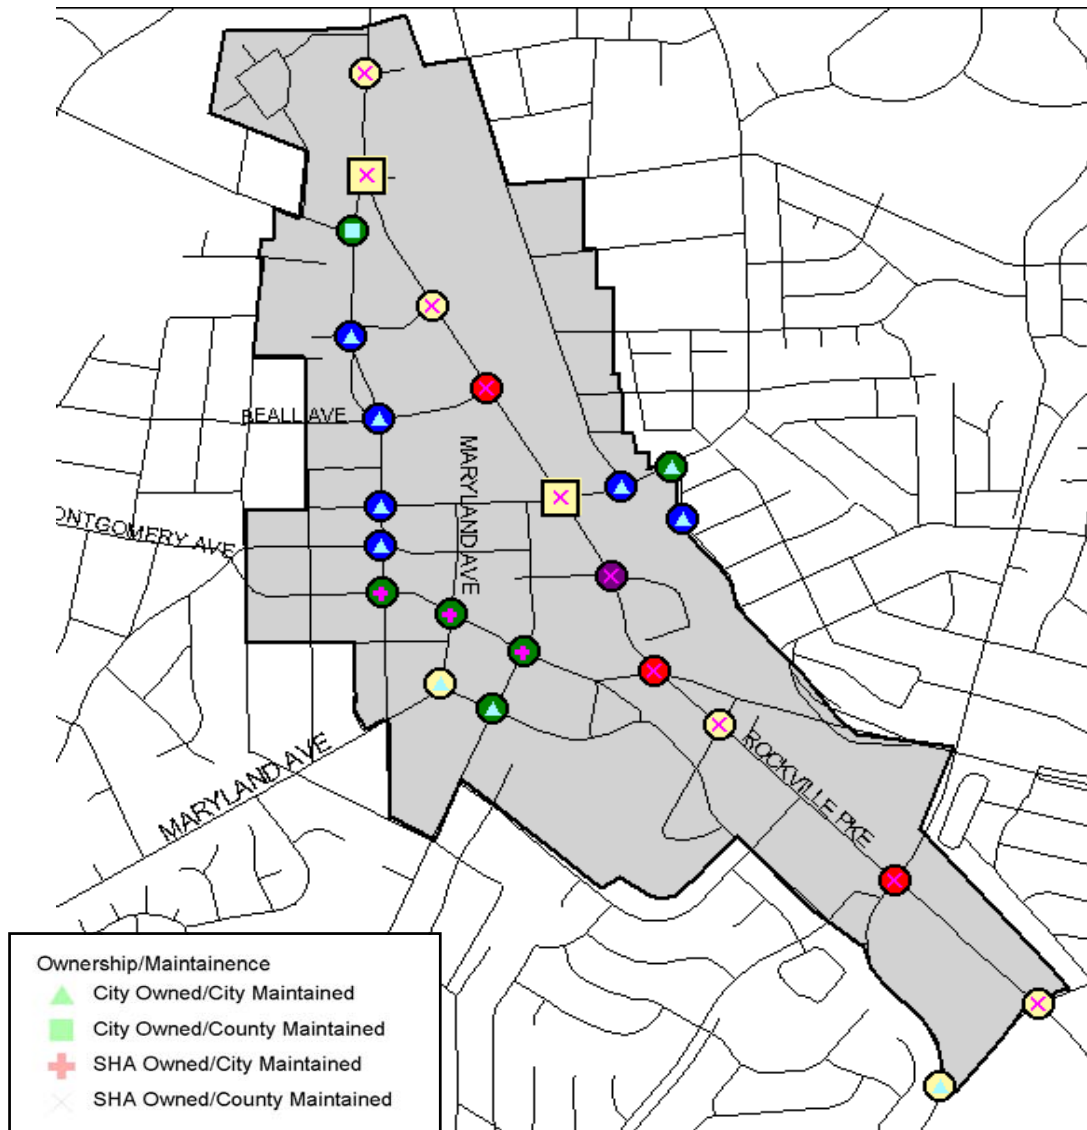 BEALL AVE
MARYLAND AVE
ONTGOMERY AVE
MARYLAND AVE
ROCKVILLE PKE
Ownership/Maintainence
City Owned/City Maintained
City Owned/County Maintained
SHA Owned/City Maintained
SHA Owned/County Maintained